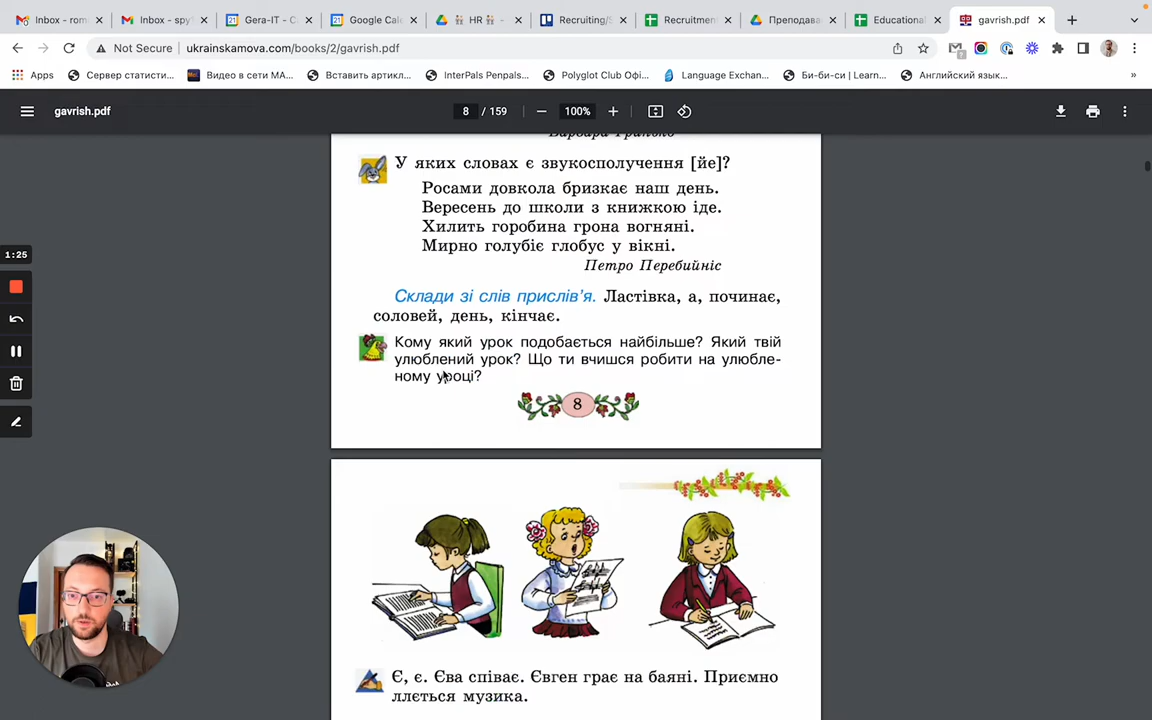 Inbox - rom
Inbox - spy
Gera-IT - C
Google Cale
HR
Recruiting/S
Recruitmen
Преподава
Educational
gavrish.pdf
Not Secure
ukrainskamova.com/books/2/gavrish.pdf
Apps
Сервер статисти...
Видео в сети MA...
Вставить артикл...
InterPals Penpals...
Polyglot Club Офі...
Language Exchan...
Би-би-си | Learn...
Английский язык...
»
gavrish.pdf
8 / 159
100%
У яких словах є звукосполучення [йе]?
Росами довкола бризкає наш день.
Вересень до школи з книжкою іде.
Хилить горобина грона вогняні.
Мирно голубіє глобус у вікні.
Петро Перебийніс
Склади зі слів прислів’я. Ластівка, а, починає,
соловей, день, кінчає.
1:25
Кому який урок подобається найбільше? Який твій
улюблений урок? Що ти вчишся робити на улюбле-
ному уроці?
8
Є, є. Єва співає. Євген грає на баяні. Приємно
ллється музика.